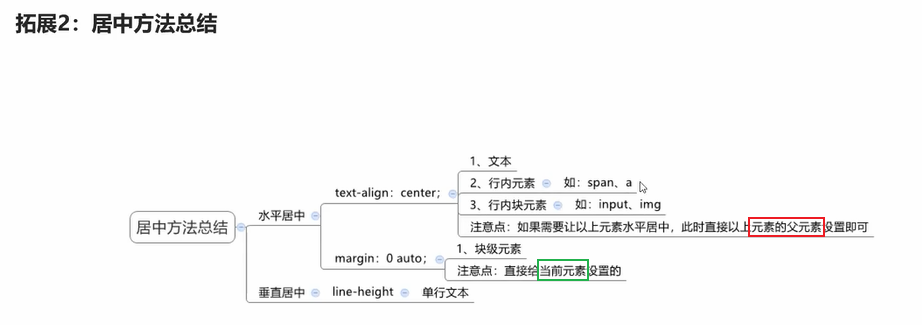 拓展2：居中方法总结
1、文本
text-align：center；
2、行内元素 如：span、a
3、行内块元素 如：input、img
水平居中
注意点：如果需要让以上元素水平居中，此时直接以上元素的父元素设置即可
居中方法总结
1、块级元素
margin：0 auto；
注意点：直接给当前元素设置的
垂直居中 line-height 单行文本